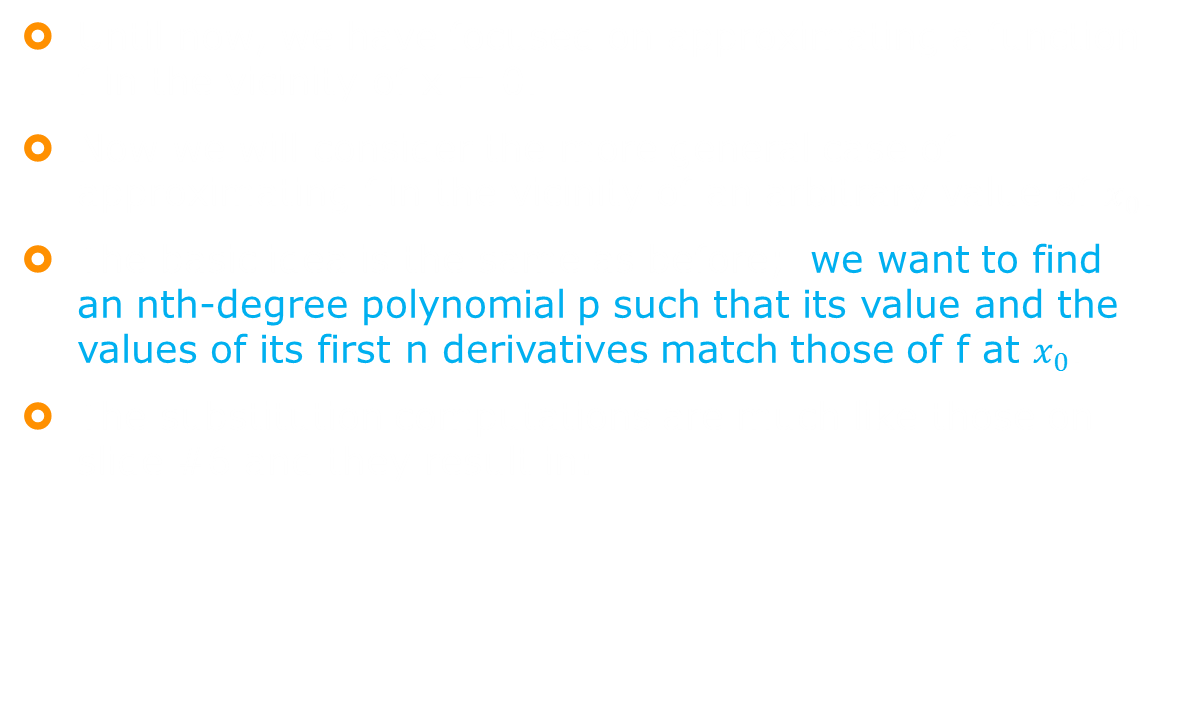 we want to find
an nth-degree polynomial p such that its value and the
values of its first n derivatives match those of f at x₀